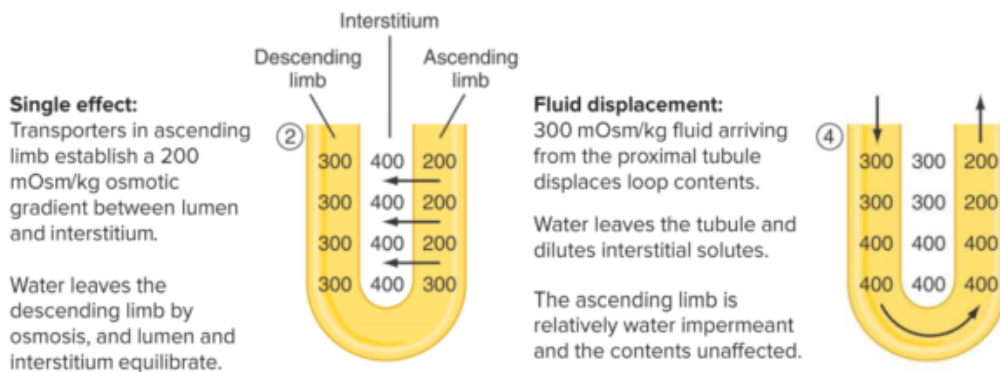 Interstitium
Descending limb
Ascending limb
Single effect:
Transporters in ascending
limb establish a 200
mOsm/kg osmotic
gradient between lumen
and interstitium.
Water leaves the
descending limb by
osmosis, and lumen and
interstitium equilibrate.
2
300 400 200
300 400 200
300 400 200
300 400 300
Fluid displacement:
300 mOsm/kg fluid arriving
from the proximal tubule
displaces loop contents.
Water leaves the tubule and
dilutes interstitial solutes.
The ascending limb is
relatively water impermeant
and the contents unaffected.
4
300 300 200
300 300 200
400 400 400
400 400 400